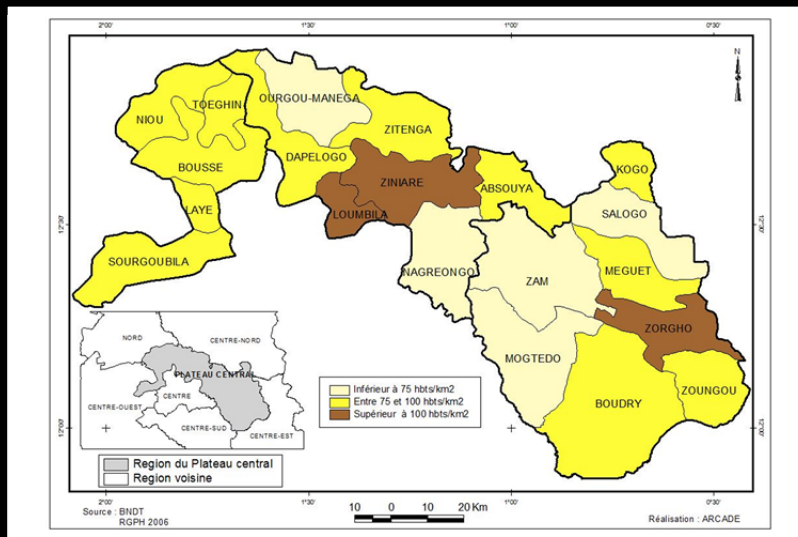 2°00' 1°30' 1°00' 0°30'
N
OURGOU-MANEGA
TOEGHIN
NIOU
ZITENGA
DAPELOGO
BOUSSE
KOGO
ZINIARE
ABSOUYA
LAYE
LOUMBILA
SALOGO
12°30'
12°30'
SOURGOUBILA
NAGREONGO
MEGUET
ZAM
ZORGHO
MOGTEDO
ZOUNGOU
BOUDRY
NORD
CENTRE-NORD
PLATEAU CENTRAL
CENTRE
CENTRE-OUEST
CENTRE-SUD
CENTRE-EST
Inférieur à 75 hbts/km2
Entre 75 et 100 hbts/km2
Supérieur à 100 hbts/km2
12°00'
12°00'
Region du Plateau central
Region voisine
2°00' 1°30' 1°00' 0°30'
10 0 10 20 Km
Source : BNDT
RGPH 2006
Réalisation : ARCADE